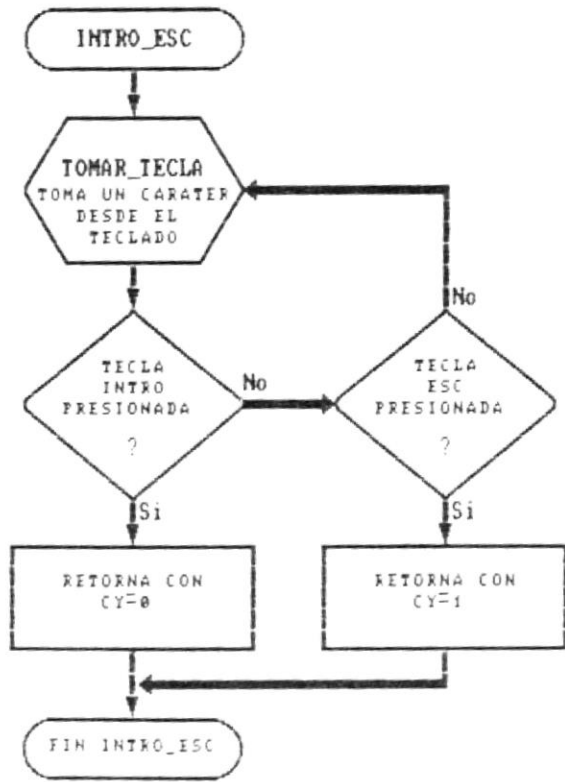 INTRO_ESC
TOMAR_TECLA
TOMA UN CARATER
DESDE EL
TECLADO
No
TECLA
INTRO
PRESIONADA
?
No
TECLA
ESC
PRESIONADA
?
Si
Si
RETORNA CON
CY=0
RETORNA CON
CY=1
FIN INTRO_ESC